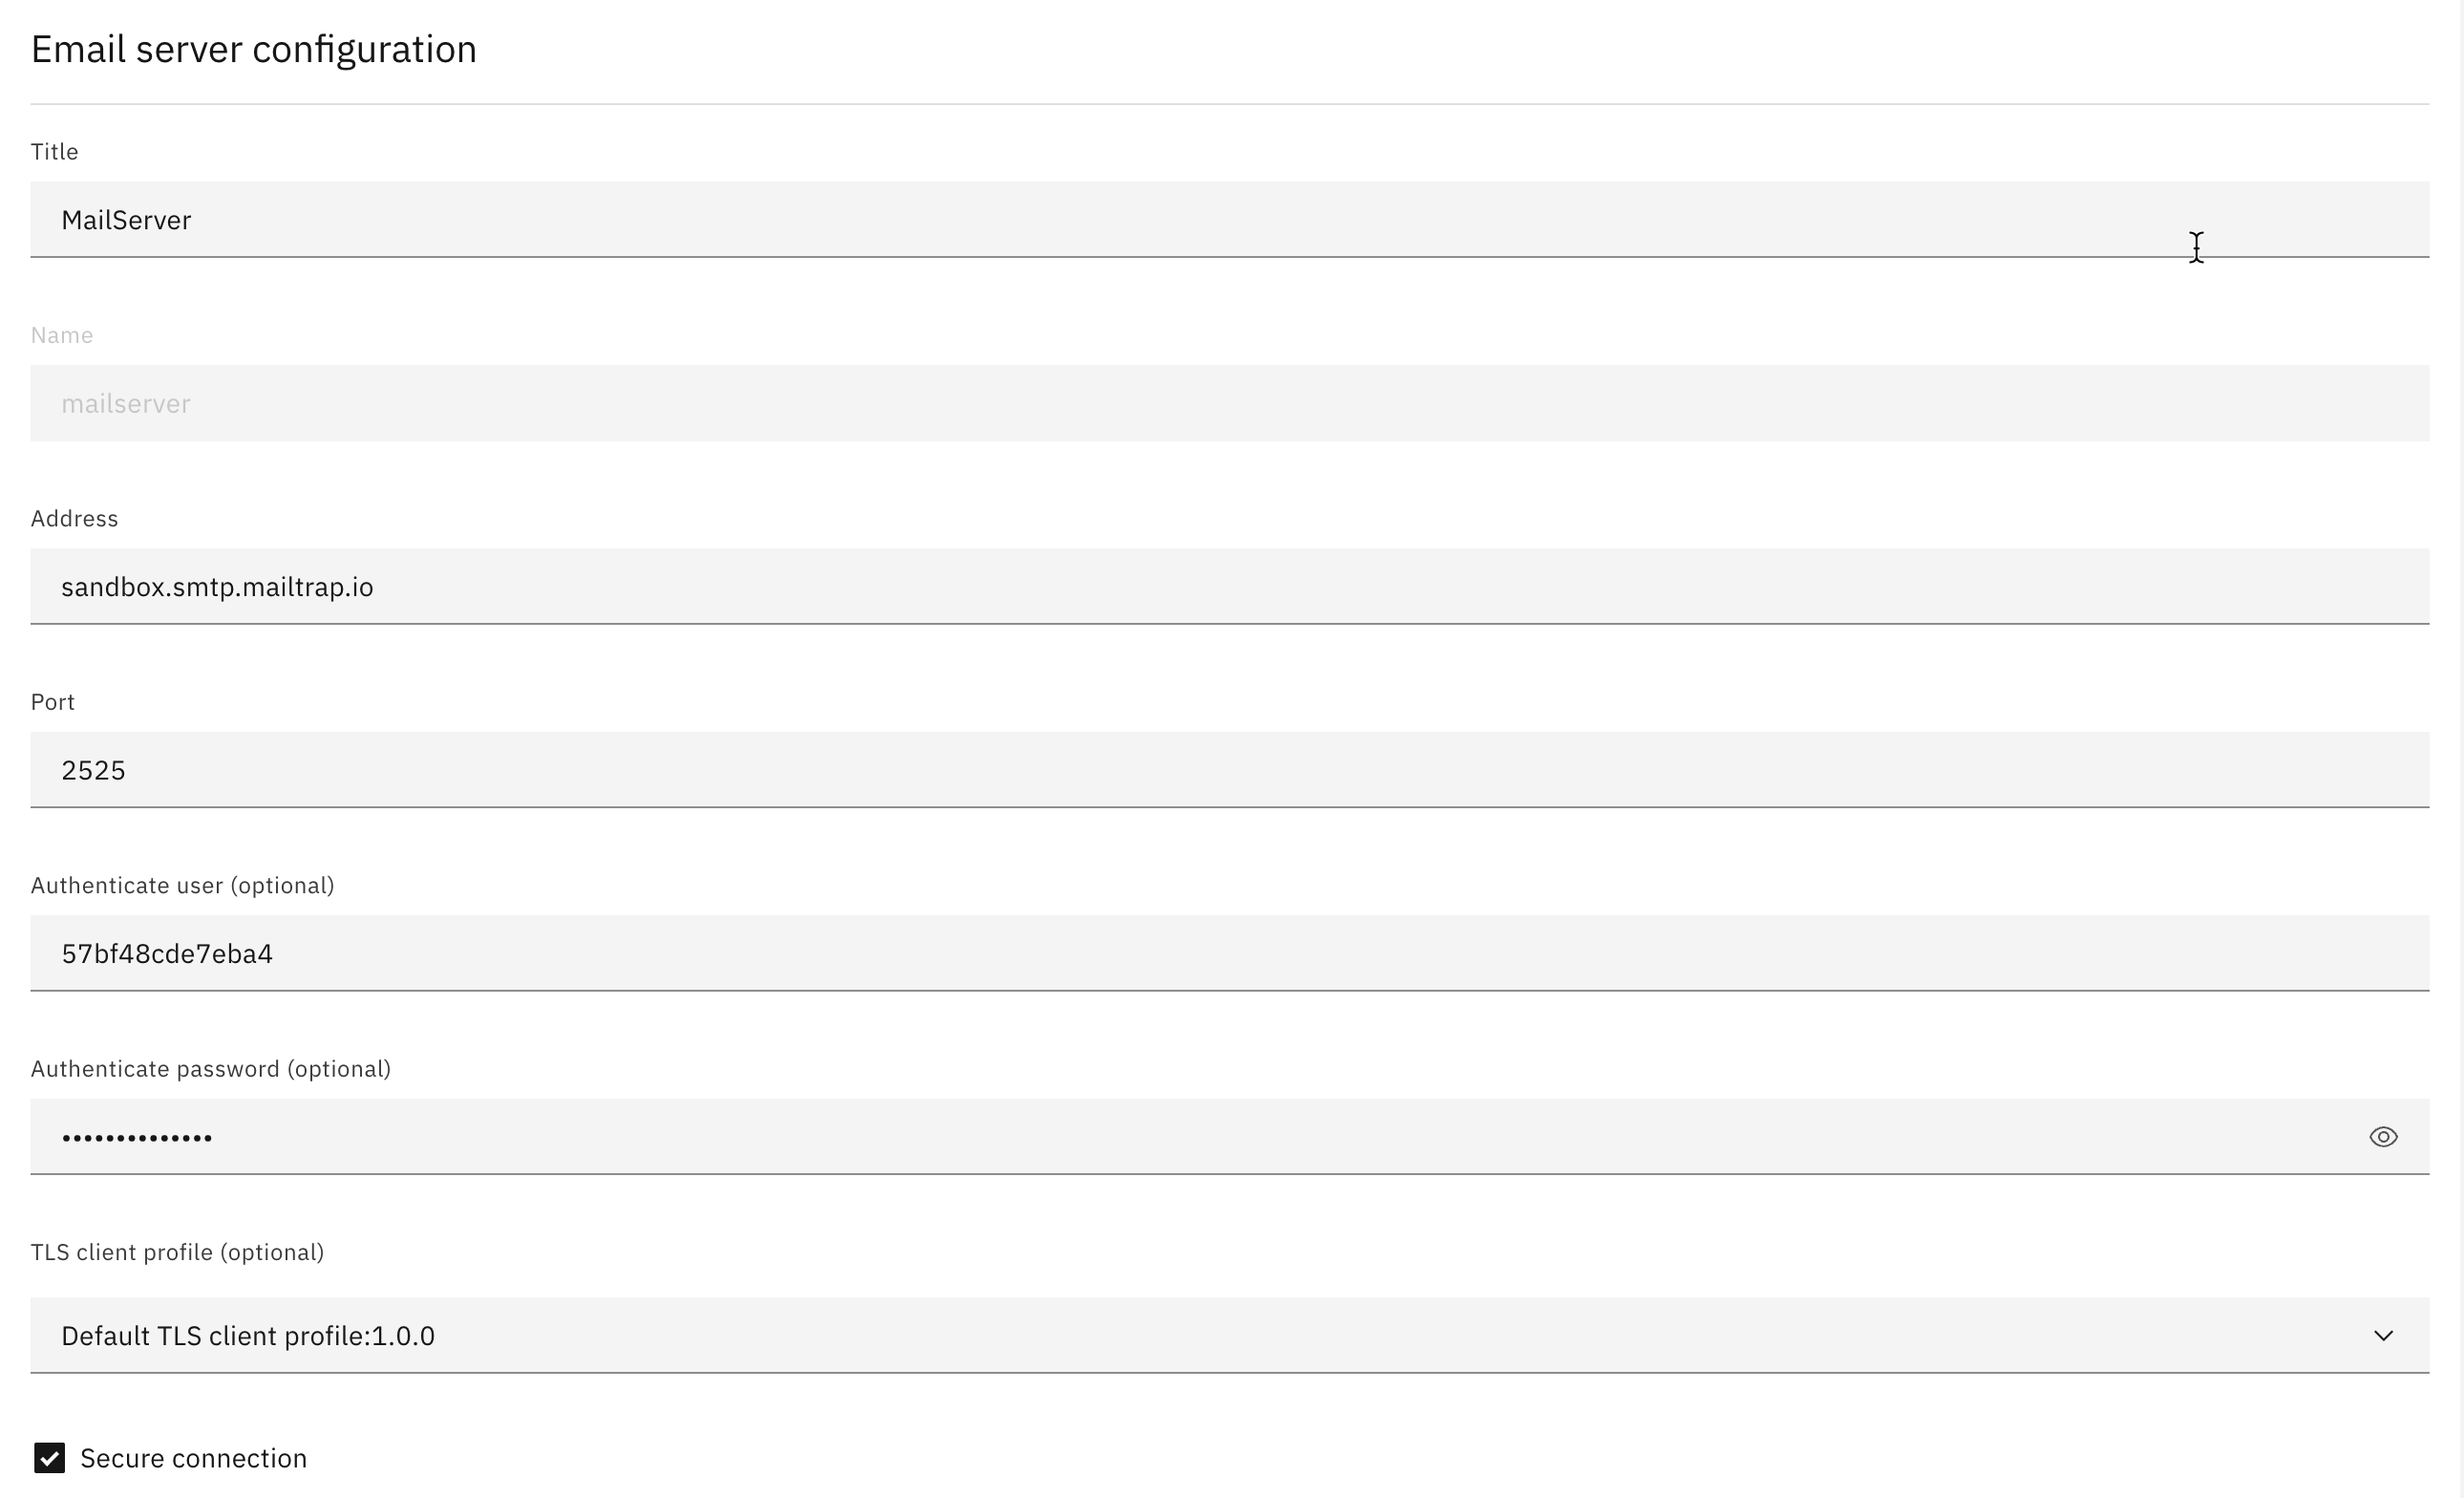 Email server configuration
Title
MailServer
Name
mailserver
Address
sandbox.smtp.mailtrap.io
Port
2525
Authenticate user (optional)
57bf48cde7eba4
Authenticate password (optional)
••••••••••••••
TLS client profile (optional)
Default TLS client profile:1.0.0
Secure connection